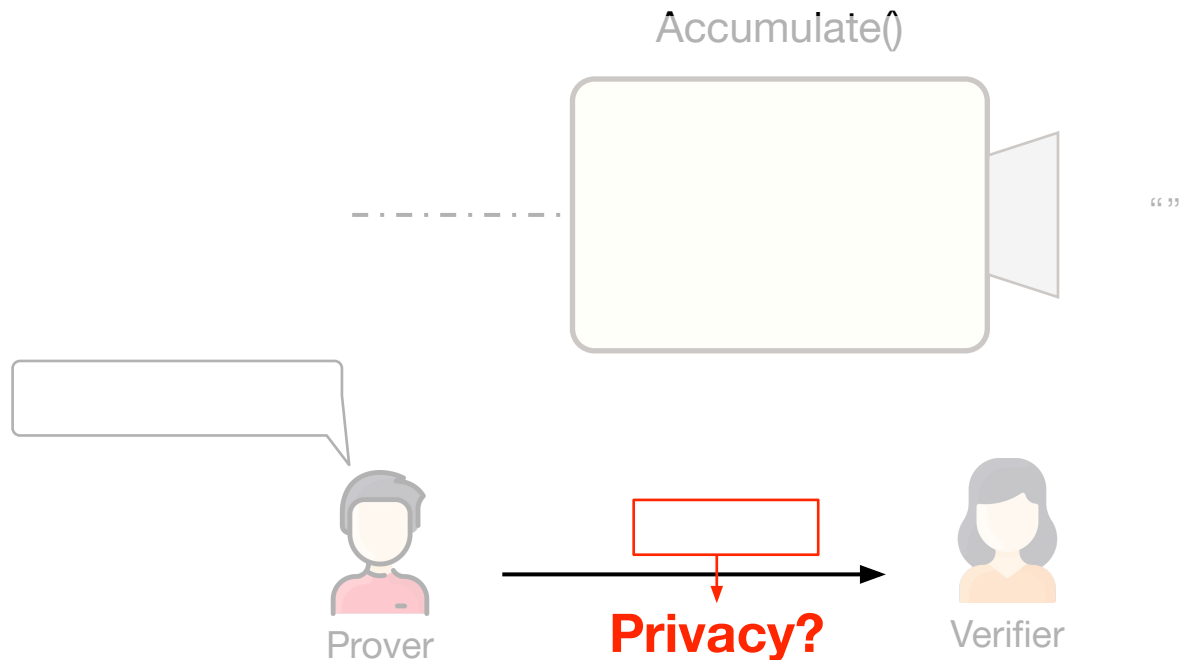 Accumulate()
“ ”
Prover
Privacy?
Verifier